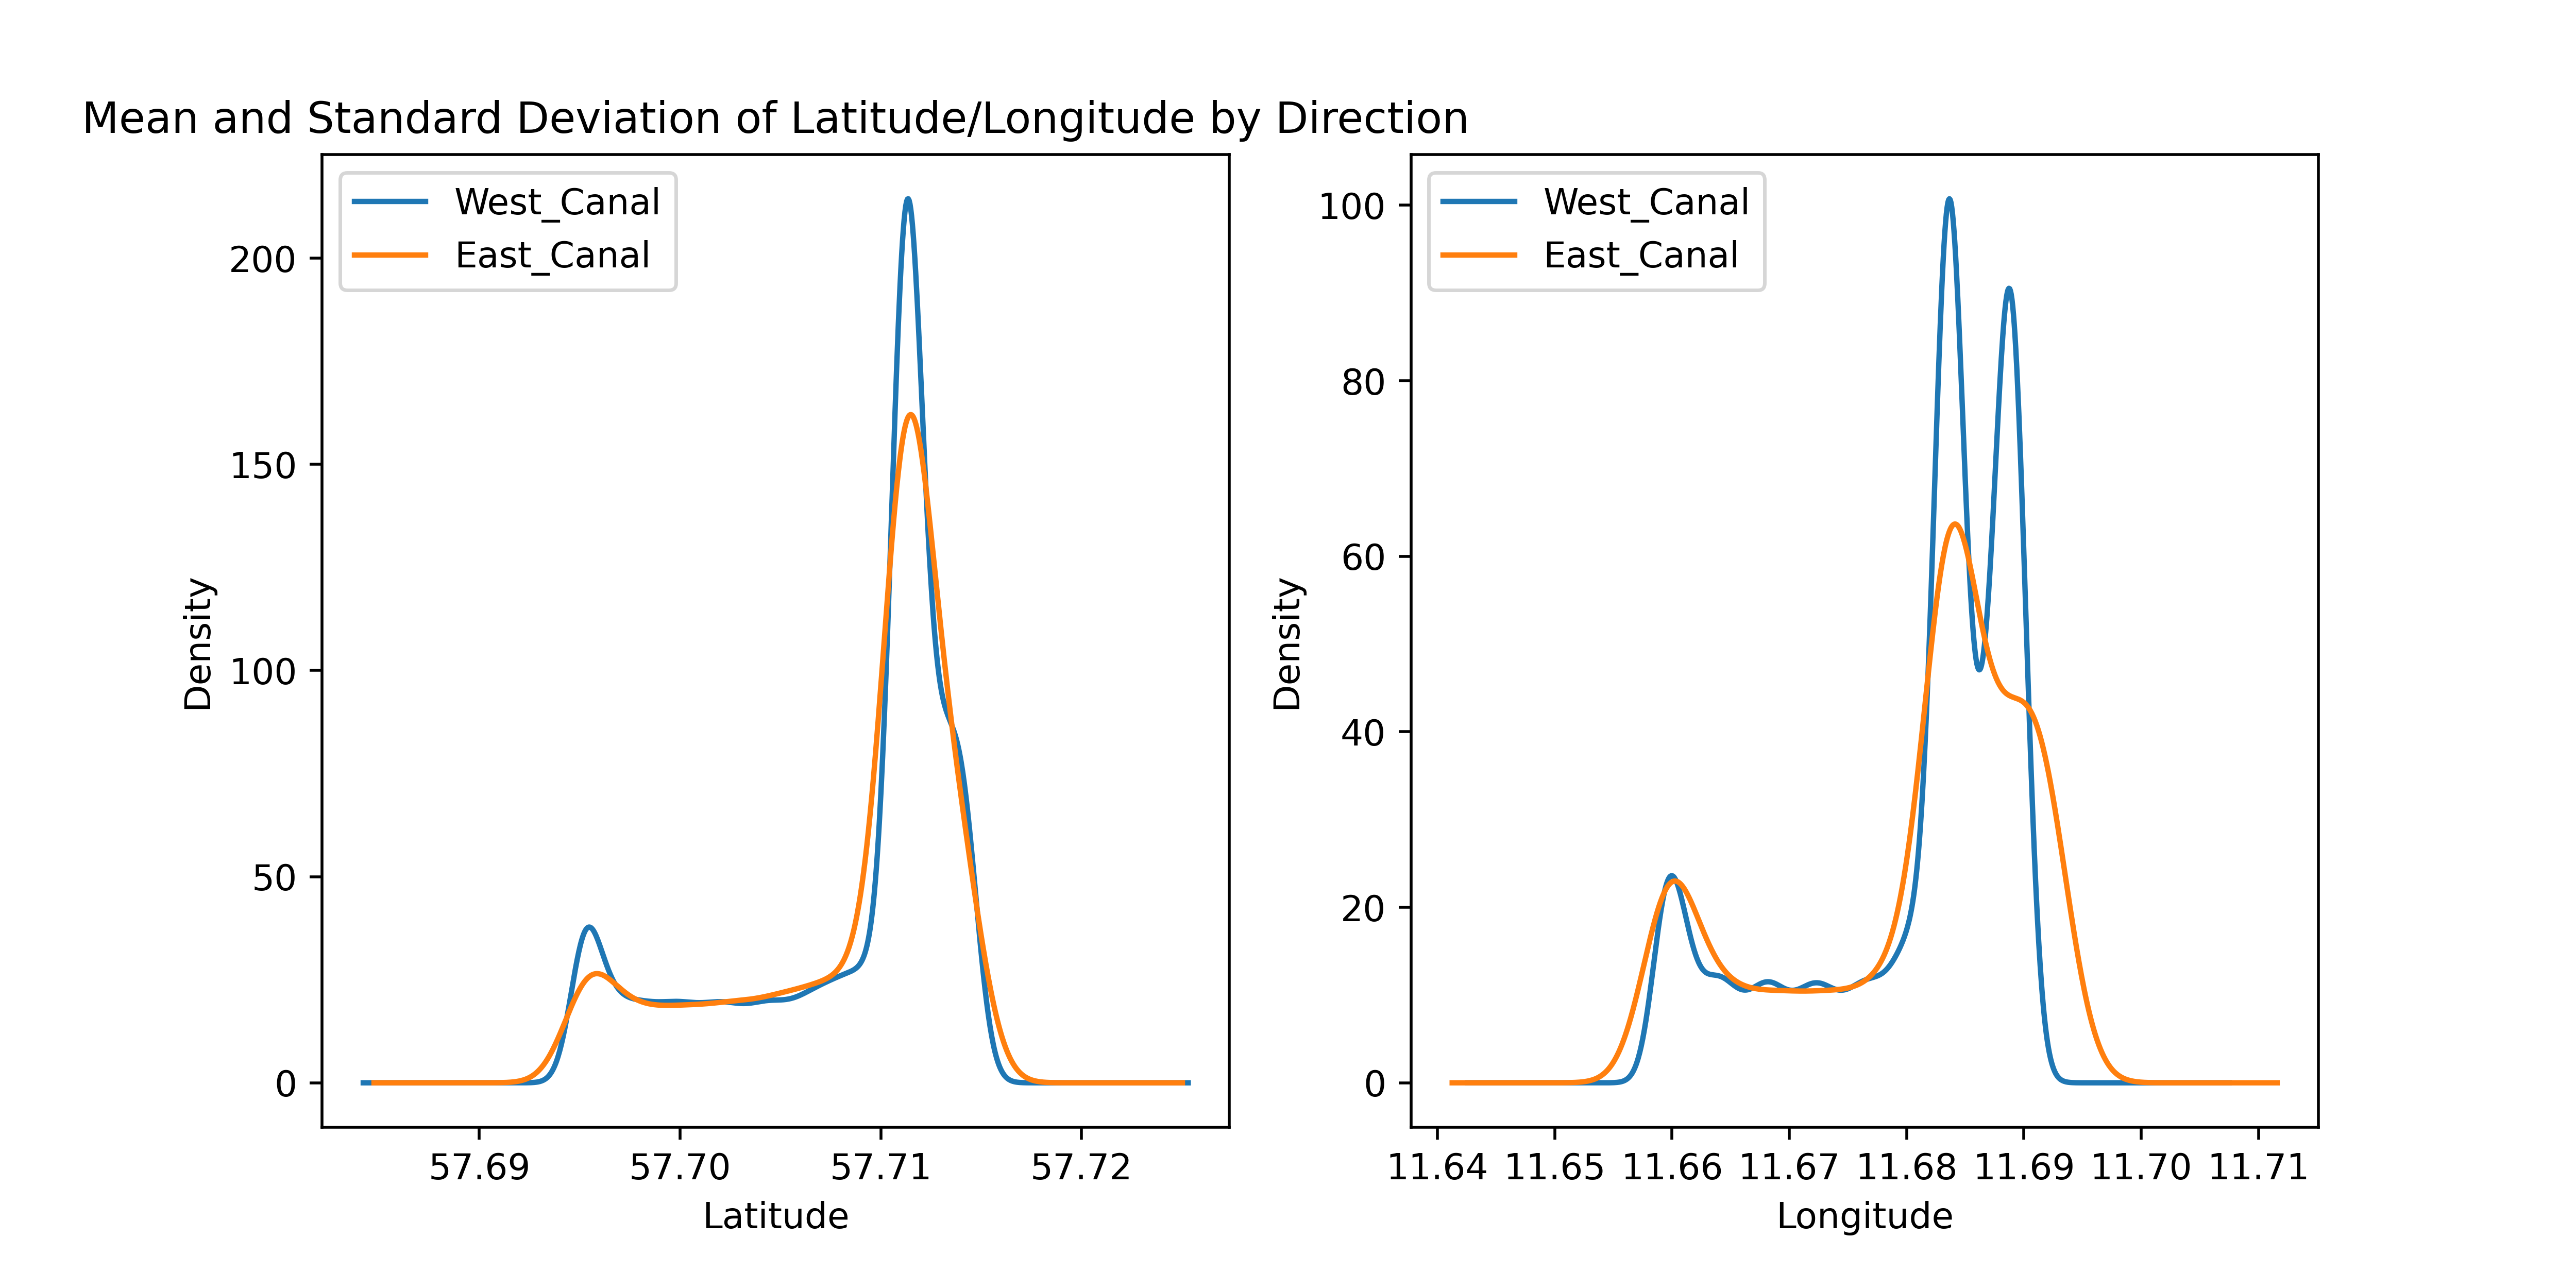 Mean and Standard Deviation of Latitude/Longitude by Direction
West_Canal
East_Canal
200
150
100
50
0
Density
57.69 57.70 57.71 57.72
Latitude
West_Canal
East_Canal
100
80
60
40
20
0
Density
11.64 11.65 11.66 11.67 11.68 11.69 11.70 11.71
Longitude